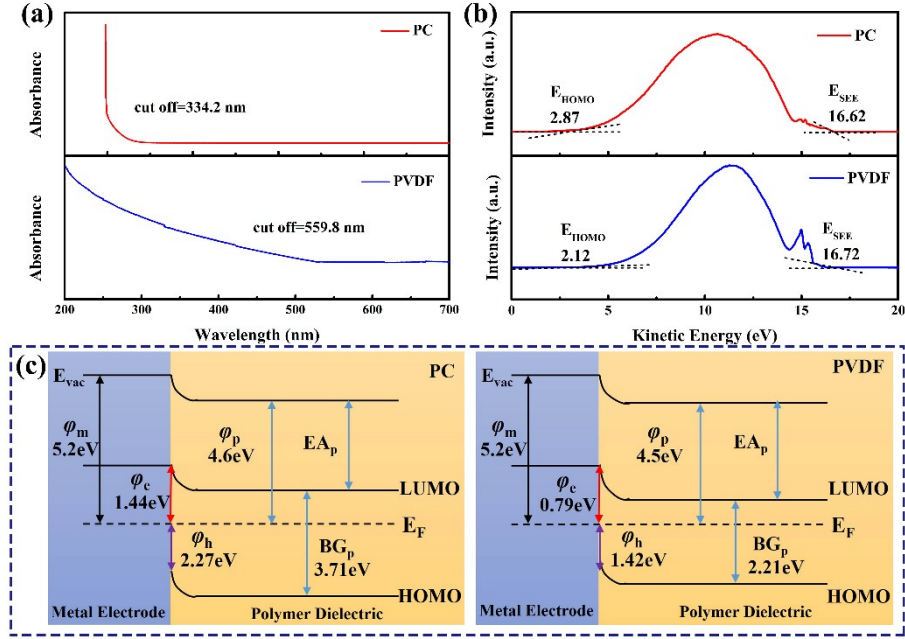 (a)
PC
cut off=334.2 nm
Absorbance
PVDF
cut off=559.8 nm
Absorbance
200 300 400 500 600 700
Wavelength (nm)
(b)
PC
E_HOMO
2.87
E_SEE
16.62
Intensity (a.u.)
PVDF
E_HOMO
2.12
E_SEE
16.72
Intensity (a.u.)
0 5 10 15 20 25
Kinetic Energy (eV)
(c)
PC
E_vac
φ_m
5.2eV
φ_p
4.6eV
EA_p
φ_e
1.44eV
LUMO
E_F
φ_h
2.27eV
BG_p
3.71eV
HOMO
Metal Electrode
Polymer Dielectric
PVDF
E_vac
φ_m
5.2eV
φ_p
4.5eV
EA_p
φ_e
0.79eV
LUMO
E_F
φ_h
1.42eV
BG_p
2.21eV
HOMO
Metal Electrode
Polymer Dielectric